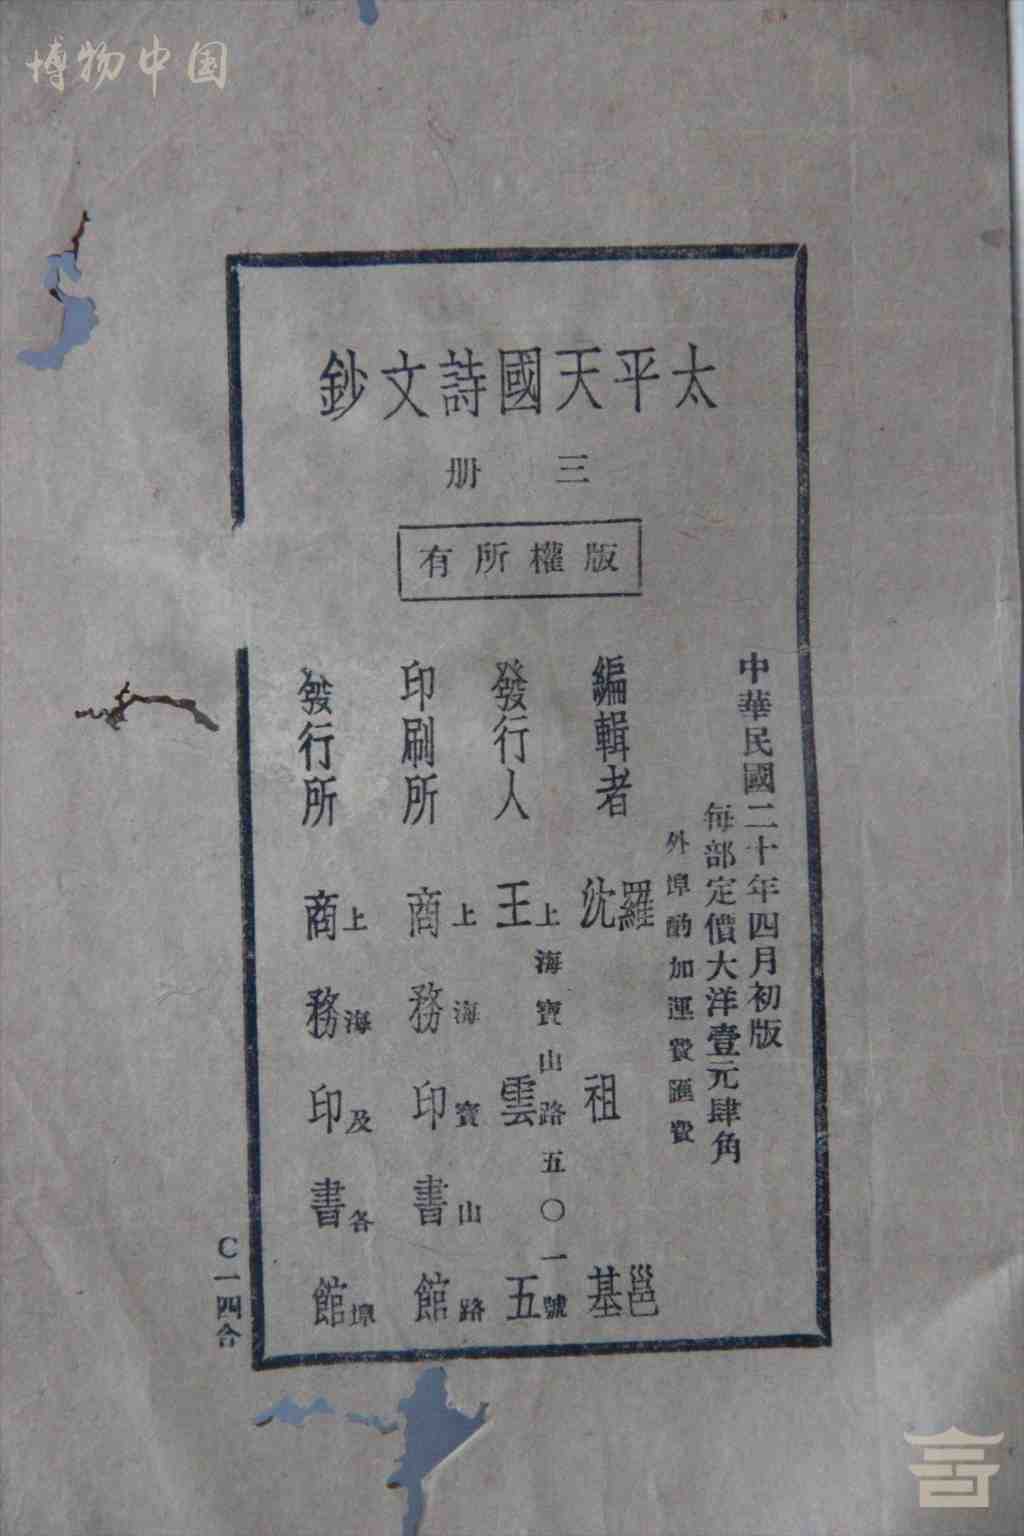 博物中国
太平天國詩文鈔
三册
版權所有
中華民國二十年四月初版
每部定價大洋壹元肆角
外埠酌加運費匯費
編輯者
羅邕
沈祖基
發行人
上海寶山路五〇一號
王雲五
印刷所
上海寶山路
商務印書館
發行所
上海及各埠
商務印書館
C一四合